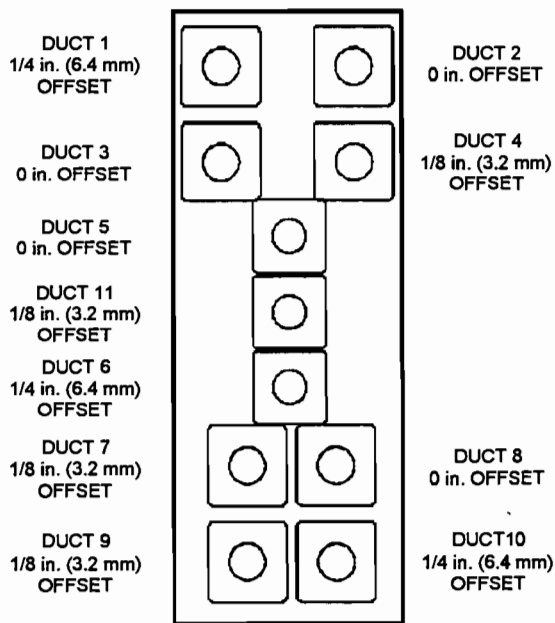 DUCT 1
1/4 in. (6.4 mm)
OFFSET
DUCT 2
0 in. OFFSET
DUCT 3
0 in. OFFSET
DUCT 4
1/8 in. (3.2 mm)
OFFSET
DUCT 5
0 in. OFFSET
DUCT 11
1/8 in. (3.2 mm)
OFFSET
DUCT 6
1/4 in. (6.4 mm)
OFFSET
DUCT 7
1/8 in. (3.2 mm)
OFFSET
DUCT 8
0 in. OFFSET
DUCT 9
1/8 in. (3.2 mm)
OFFSET
DUCT10
1/4 in. (6.4 mm)
OFFSET